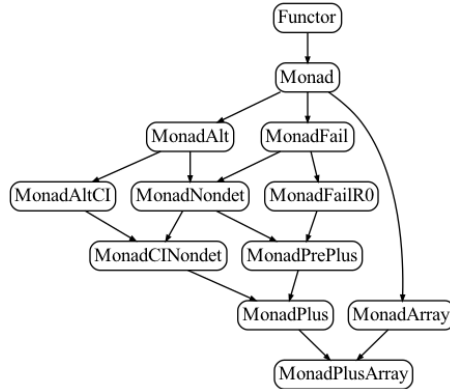 Functor
Monad
MonadAlt
MonadFail
MonadAltCI
MonadNondet
MonadFailR0
MonadCINondet
MonadPrePlus
MonadPlus
MonadArray
MonadPlusArray